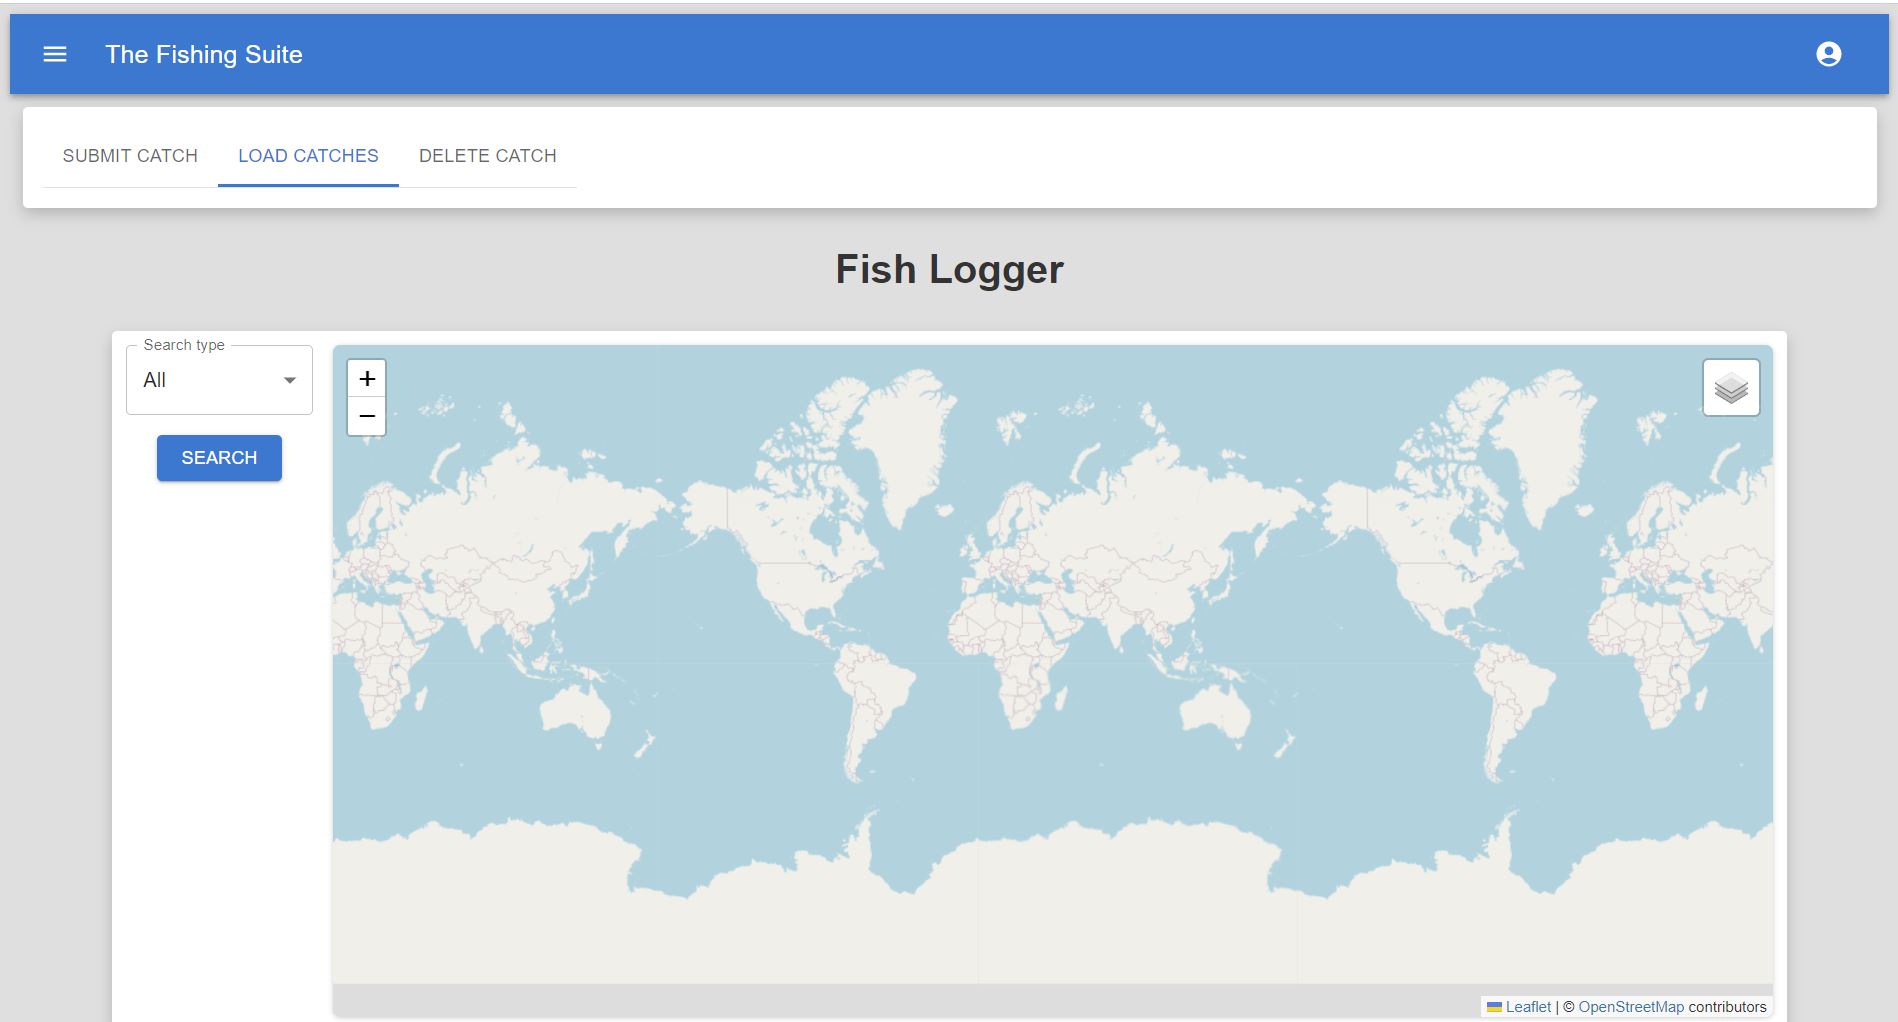 The Fishing Suite
SUBMIT CATCH
LOAD CATCHES
DELETE CATCH
Fish Logger
Search type
All
SEARCH
+
−
Leaflet | © OpenStreetMap contributors